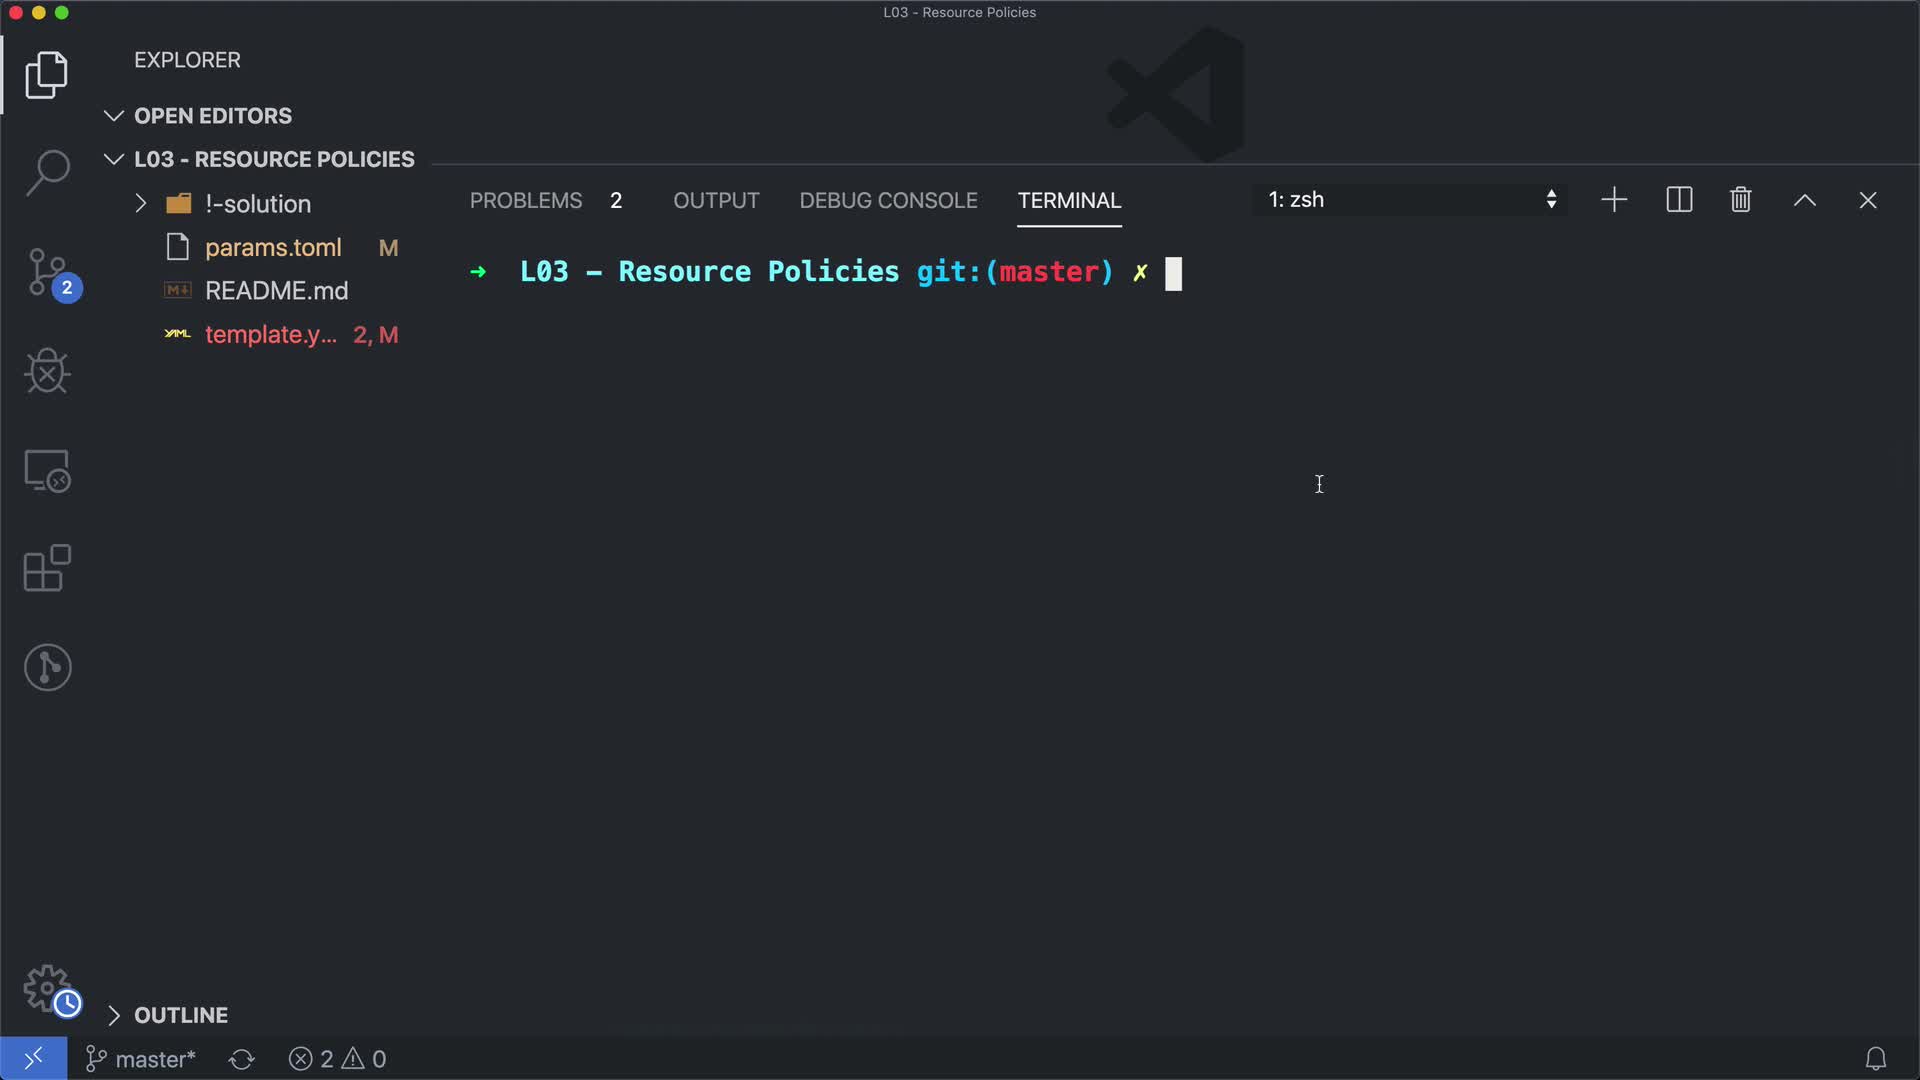 L03 - Resource Policies
EXPLORER
OPEN EDITORS
L03 - RESOURCE POLICIES
!-solution
params.toml M
README.md
template.y... 2, M
PROBLEMS 2 OUTPUT DEBUG CONSOLE TERMINAL 1: zsh
➜ L03 - Resource Policies git:(master) ✗
2
OUTLINE
master* 2 0